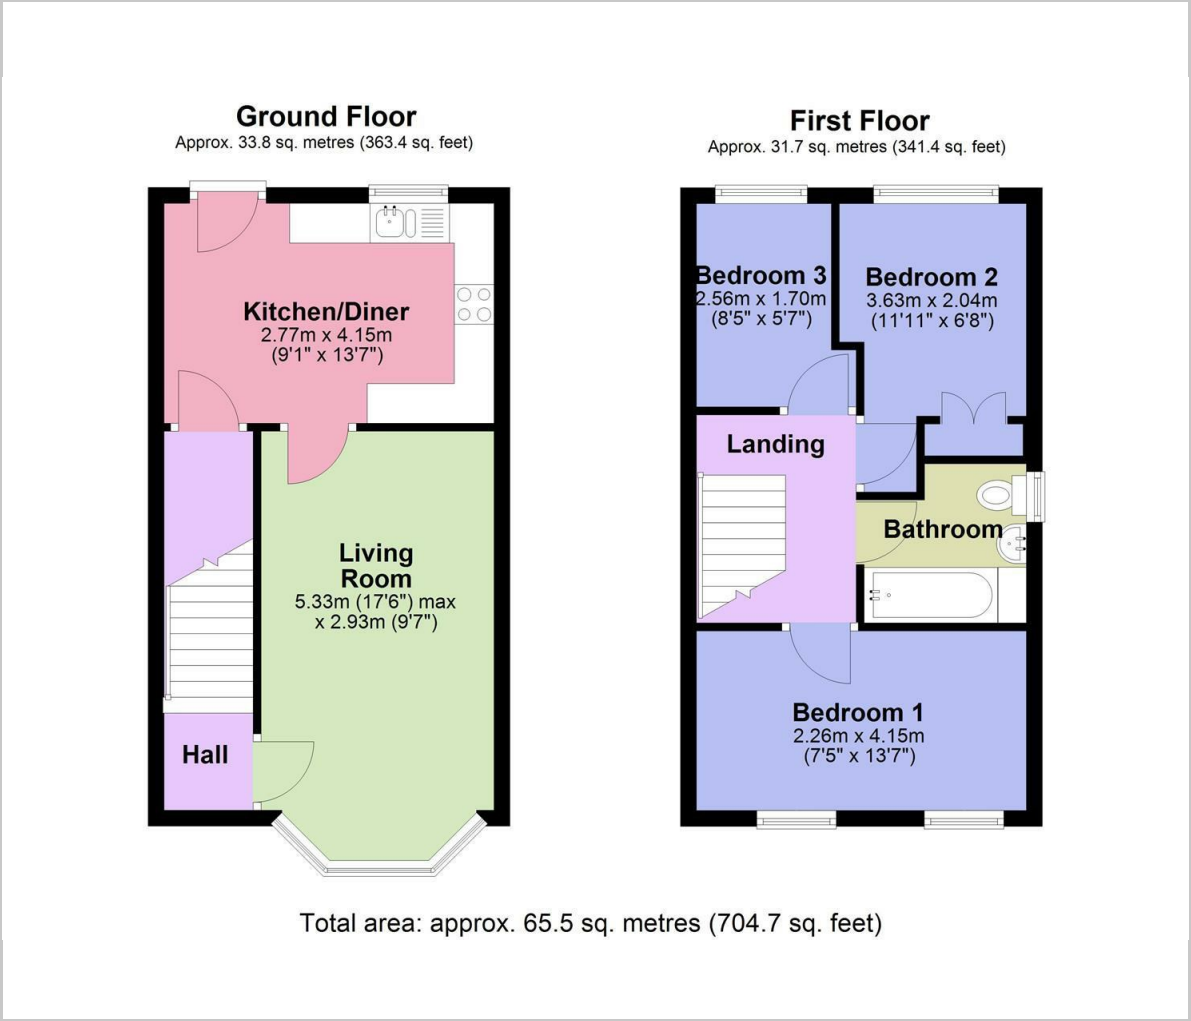 Ground Floor
Approx. 33.8 sq. metres (363.4 sq. feet)
Kitchen/Diner
2.77m x 4.15m
(9'1" x 13'7")
Living
Room
5.33m (17'6") max
x 2.93m (9'7")
Hall
First Floor
Approx. 31.7 sq. metres (341.4 sq. feet)
Bedroom 3
2.56m x 1.70m
(8'5" x 5'7")
Bedroom 2
3.63m x 2.04m
(11'11" x 6'8")
Landing
Bathroom
Bedroom 1
2.26m x 4.15m
(7'5" x 13'7")
Total area: approx. 65.5 sq. metres (704.7 sq. feet)